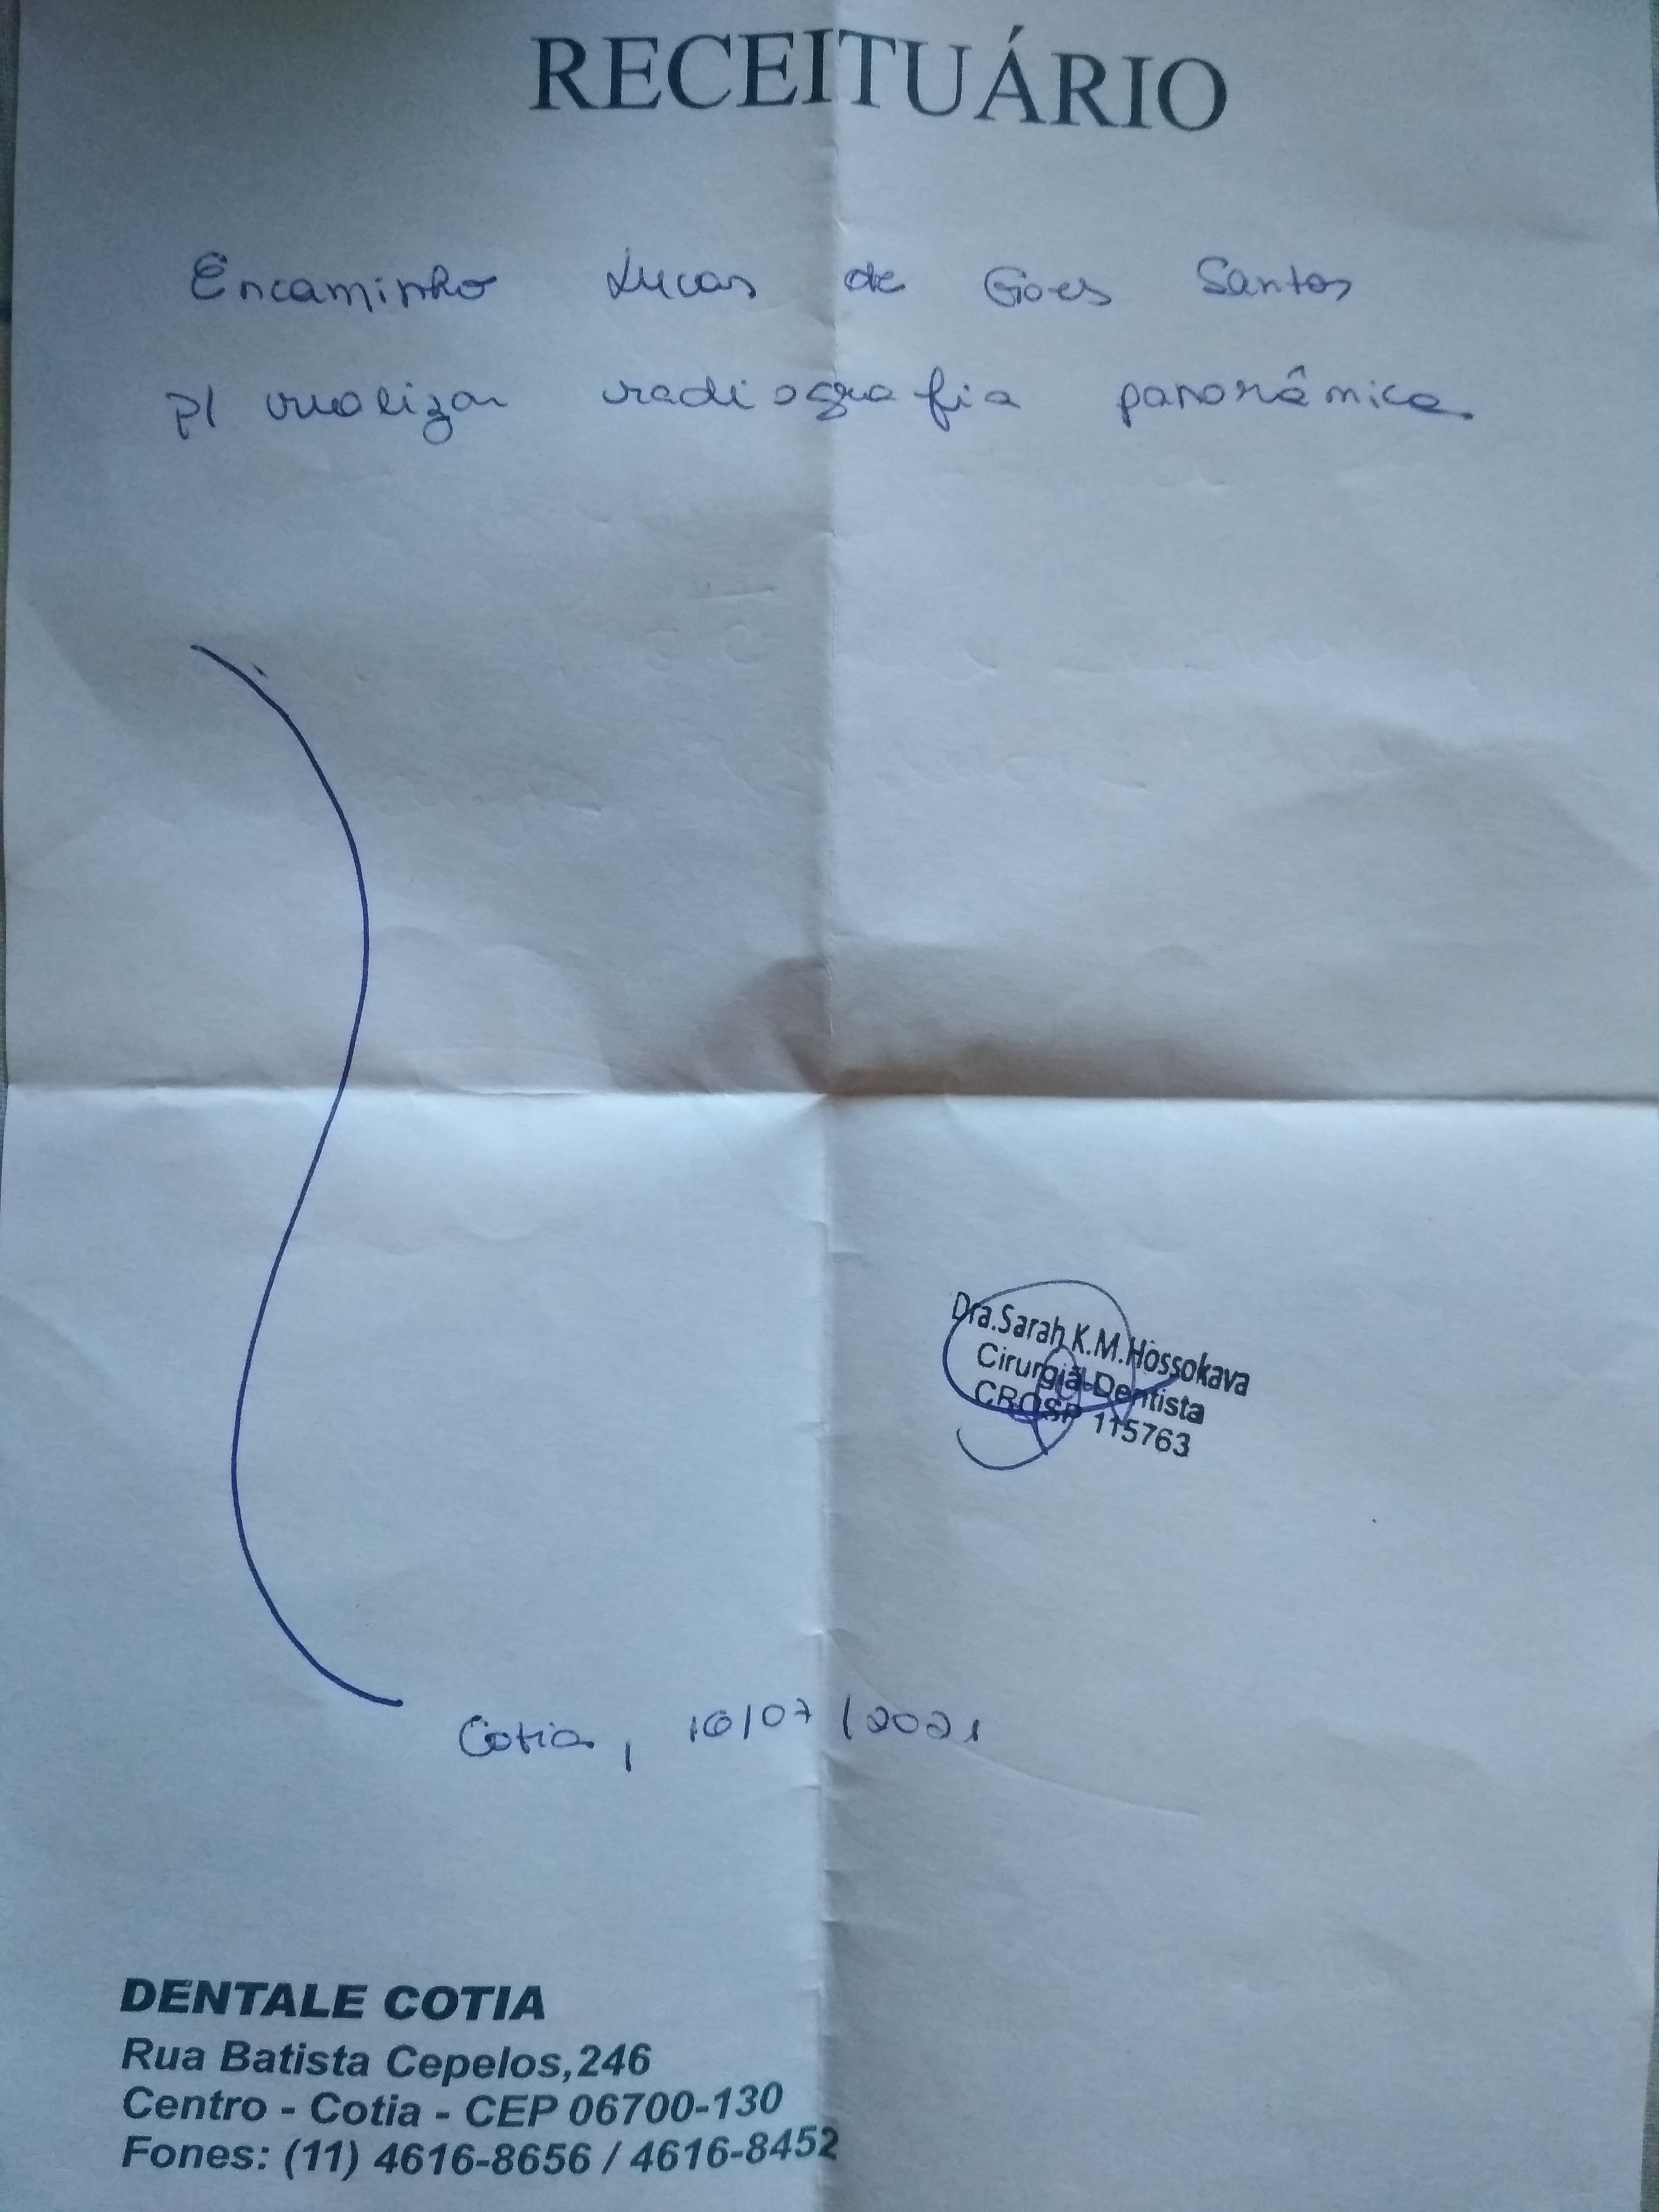 RECEITUÁRIO
Encaminho Lucas de Goes Santos
p/ realizar radiografia panorâmica
Dra.Sarah K.M.Hossokava
Cirurgiã-Dentista
CROSP 115763
Cotia, 16/07/2021
DENTALE COTIA
Rua Batista Cepelos,246
Centro - Cotia - CEP 06700-130
Fones: (11) 4616-8656 / 4616-8452